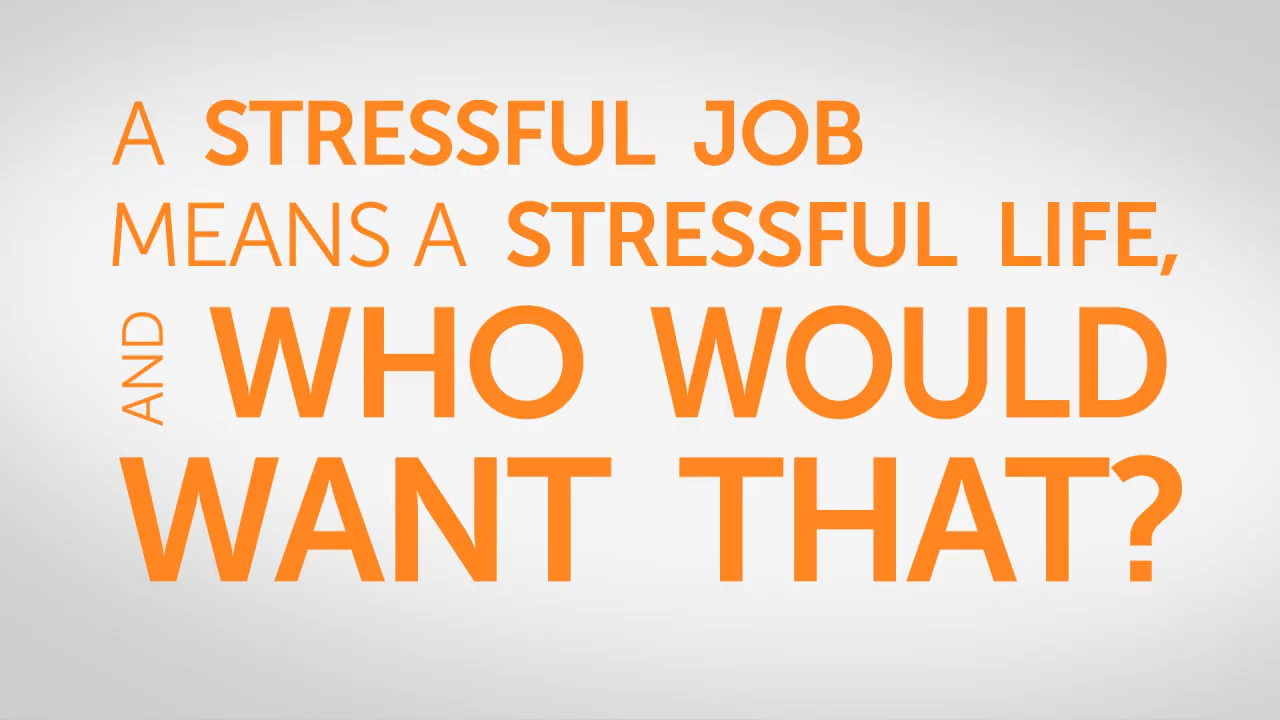 A STRESSFUL JOB
MEANS A STRESSFUL LIFE,
AND WHO WOULD
WANT THAT?